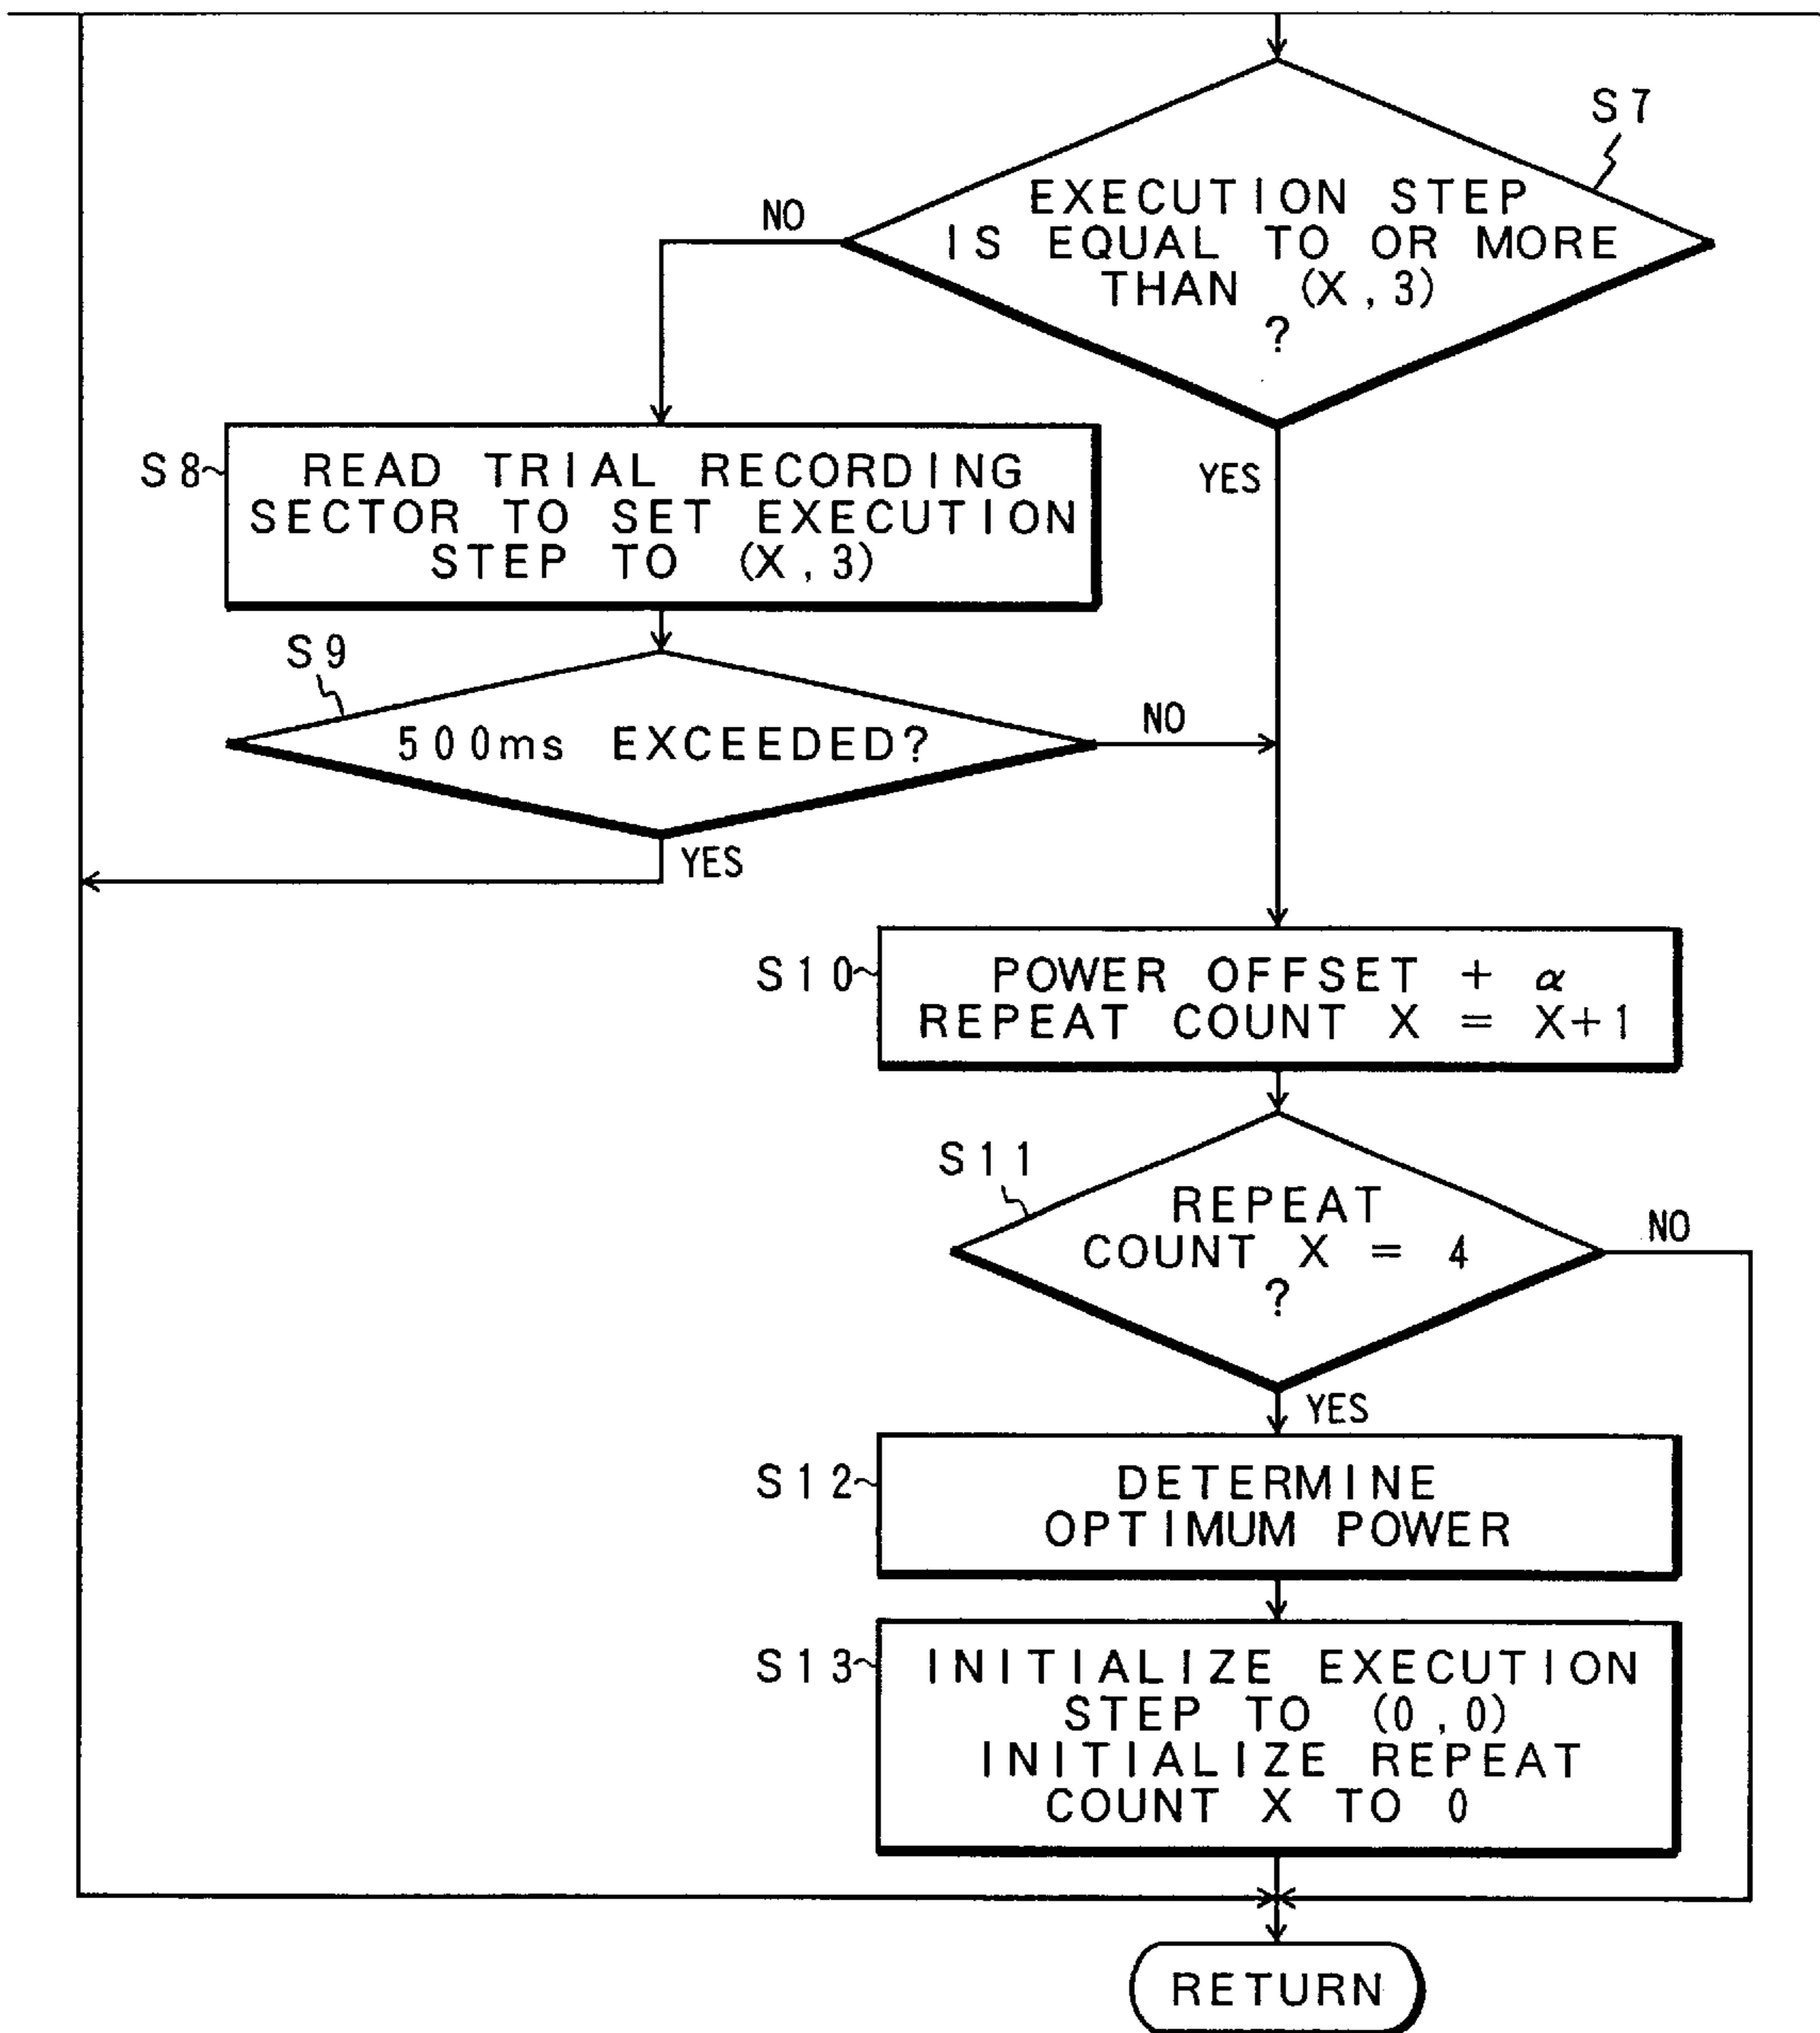 S7
EXECUTION STEP
IS EQUAL TO OR MORE
THAN (X,3)
?
NO
YES
S8
READ TRIAL RECORDING
SECTOR TO SET EXECUTION
STEP TO (X,3)
S9
500ms EXCEEDED?
NO
YES
S10
POWER OFFSET + α
REPEAT COUNT X = X+1
S11
REPEAT
COUNT X = 4
?
NO
YES
S12
DETERMINE
OPTIMUM POWER
S13
INITIALIZE EXECUTION
STEP TO (0,0)
INITIALIZE REPEAT
COUNT X TO 0
RETURN